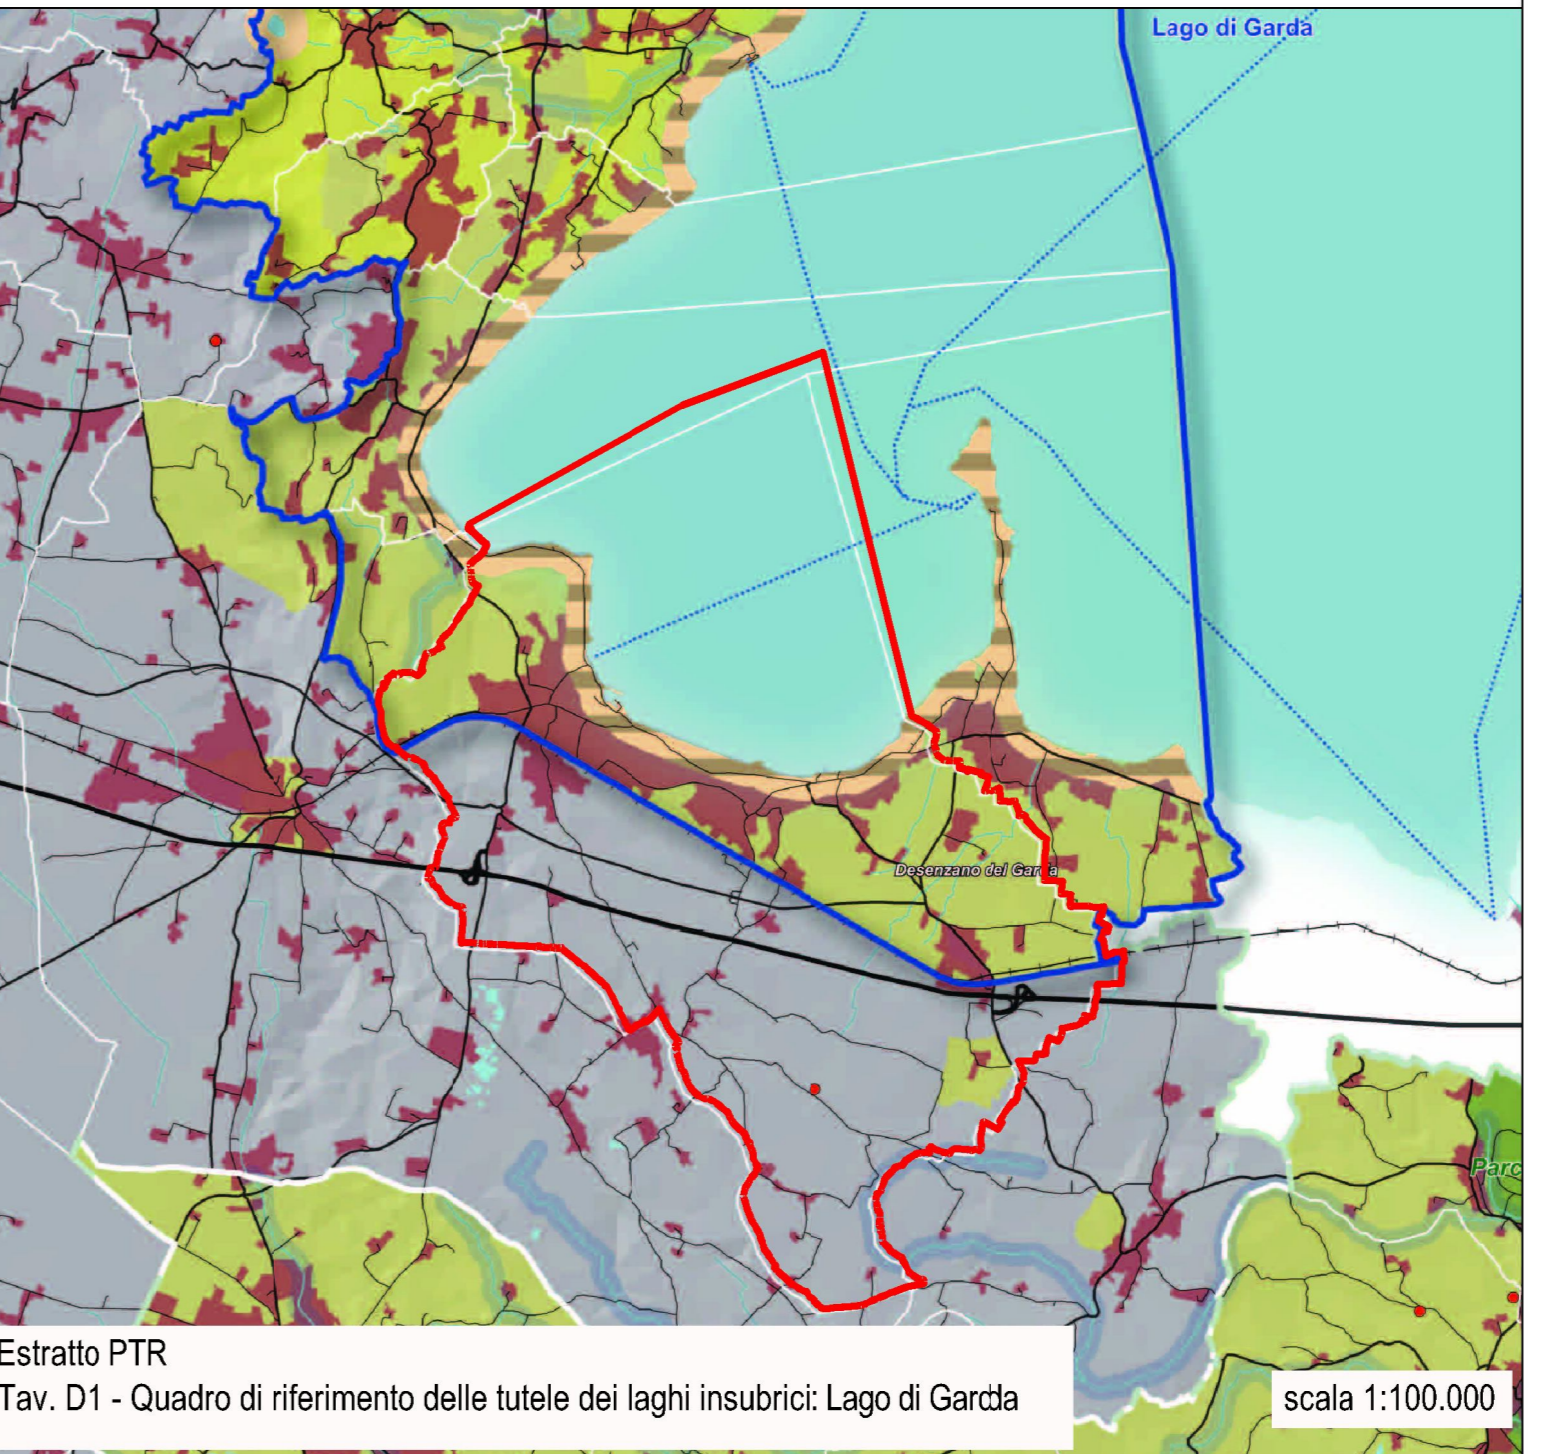 Lago di Garda
Desenzano del Garda
Parc
Estratto PTR
Tav. D1 - Quadro di riferimento delle tutele dei laghi insubrici: Lago di Garda
scala 1:100.000